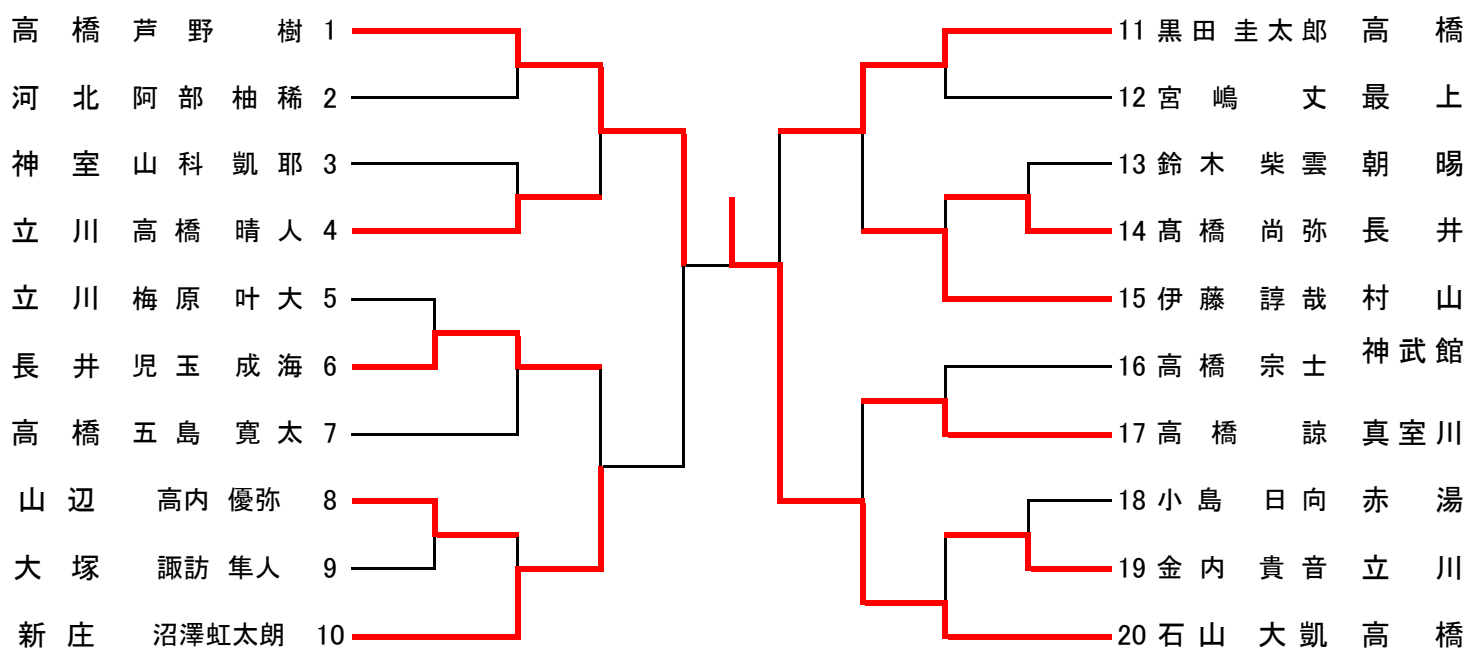 高橋 芦野 樹 1
河北 阿部柚稀 2
神室 山科凱耶 3
立川 高橋晴人 4
立川 梅原叶大 5
長井 児玉成海 6
高橋 五島寛太 7
山辺 高内優弥 8
大塚 諏訪隼人 9
新庄 沼澤虹太朗 10
11 黒田圭太郎 高橋
12 宮嶋 丈 最上
13 鈴木柴雲 朝暘
14 髙橋尚弥 長井
15 伊藤諄哉 村山
16 高橋宗士 神武館
17 高橋 諒 真室川
18 小島日向 赤湯
19 金内貴音 立川
20 石山大凱 高橋